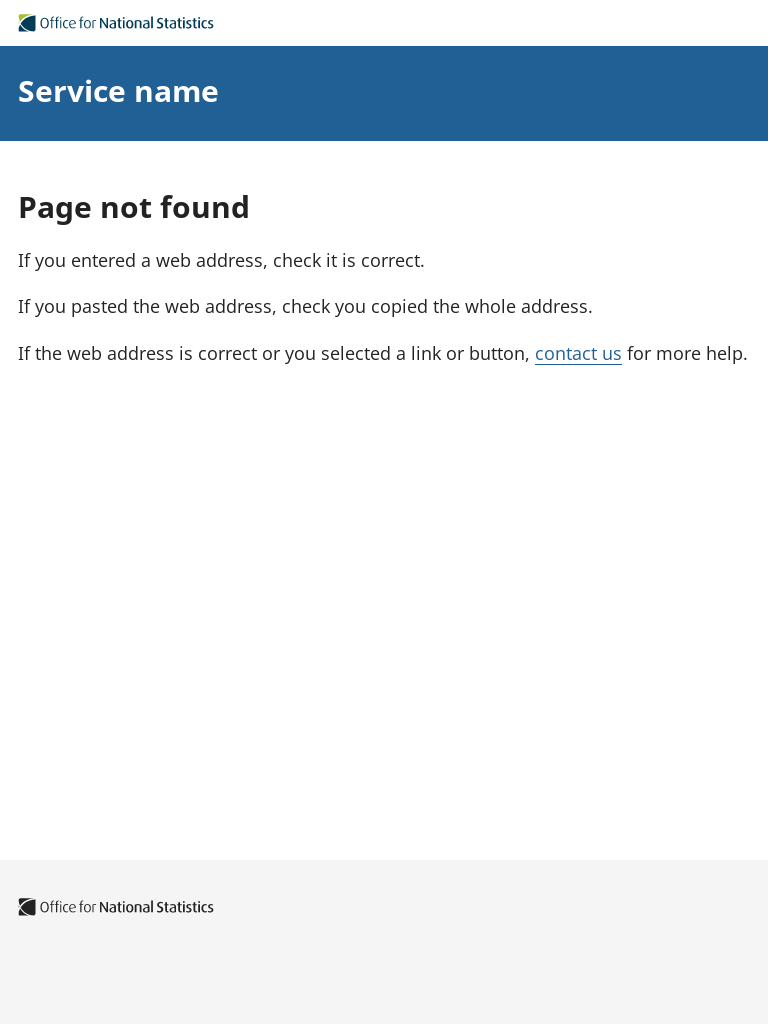 Office for National Statistics
Service name
Page not found
If you entered a web address, check it is correct.
If you pasted the web address, check you copied the whole address.
If the web address is correct or you selected a link or button, contact us for more help.
Office for National Statistics